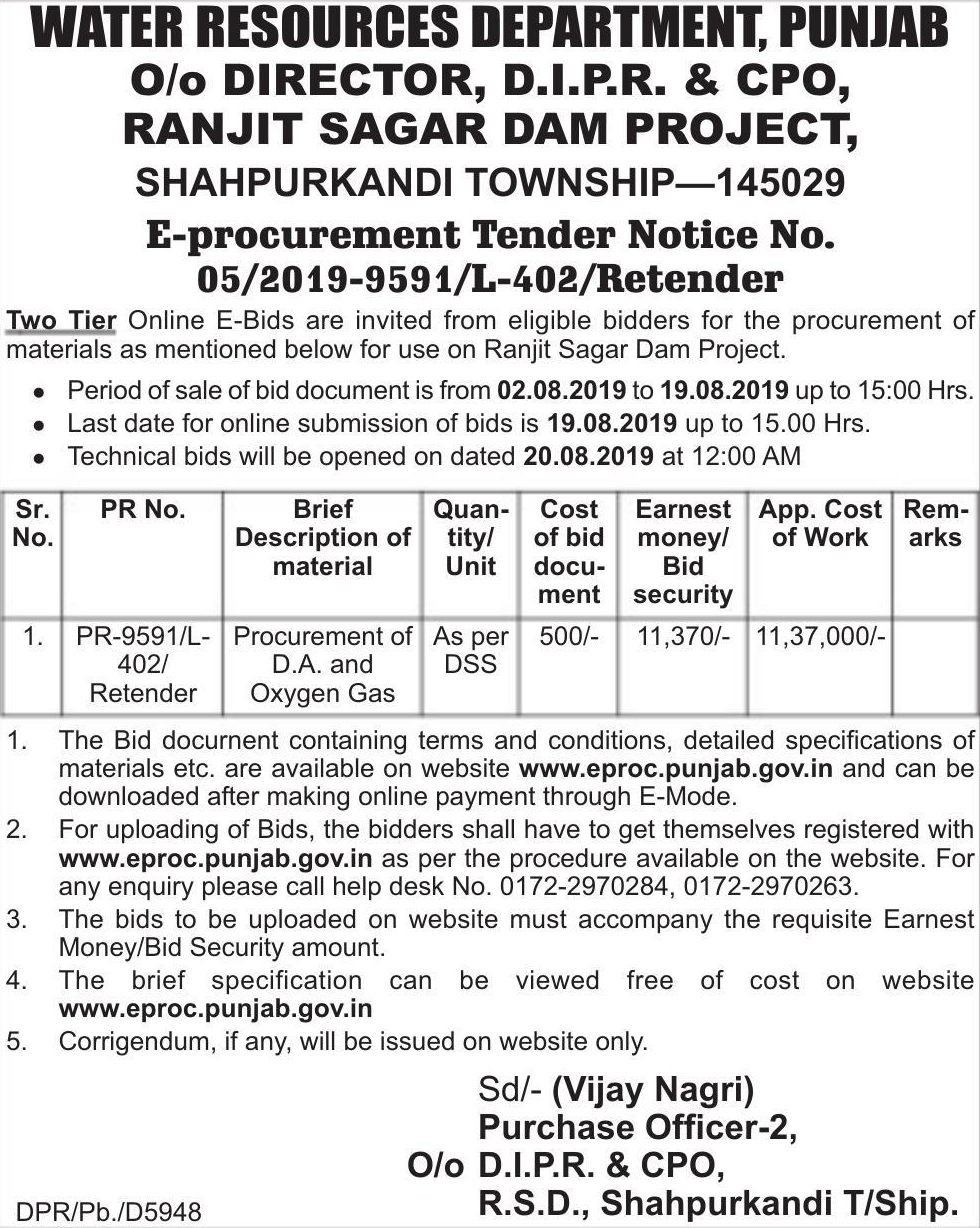 WATER RESOURCES DEPARTMENT, PUNJAB
O/o DIRECTOR, D.I.P.R. & CPO,
RANJIT SAGAR DAM PROJECT,
SHAHPURKANDI TOWNSHIP—145029
E-procurement Tender Notice No.
05/2019-9591/L-402/Retender
Two Tier Online E-Bids are invited from eligible bidders for the procurement of
materials as mentioned below for use on Ranjit Sagar Dam Project.
• Period of sale of bid document is from 02.08.2019 to 19.08.2019 up to 15:00 Hrs.
• Last date for online submission of bids is 19.08.2019 up to 15.00 Hrs.
• Technical bids will be opened on dated 20.08.2019 at 12:00 AM
Sr. PR No. Brief Quan- Cost Earnest App. Cost Rem-
No. Description of tity/ of bid money/ of Work arks
material Unit docu- Bid
ment security
1. PR-9591/L- Procurement of As per 500/- 11,370/- 11,37,000/-
402/ D.A. and DSS
Retender Oxygen Gas
1. The Bid docurnent containing terms and conditions, detailed specifications of
materials etc. are available on website www.eproc.punjab.gov.in and can be
downloaded after making online payment through E-Mode.
2. For uploading of Bids, the bidders shall have to get themselves registered with
www.eproc.punjab.gov.in as per the procedure available on the website. For
any enquiry please call help desk No. 0172-2970284, 0172-2970263.
3. The bids to be uploaded on website must accompany the requisite Earnest
Money/Bid Security amount.
4. The brief specification can be viewed free of cost on website
www.eproc.punjab.gov.in
5. Corrigendum, if any, will be issued on website only.
Sd/- (Vijay Nagri)
Purchase Officer-2,
O/o D.I.P.R. & CPO,
R.S.D., Shahpurkandi T/Ship.
DPR/Pb./D5948